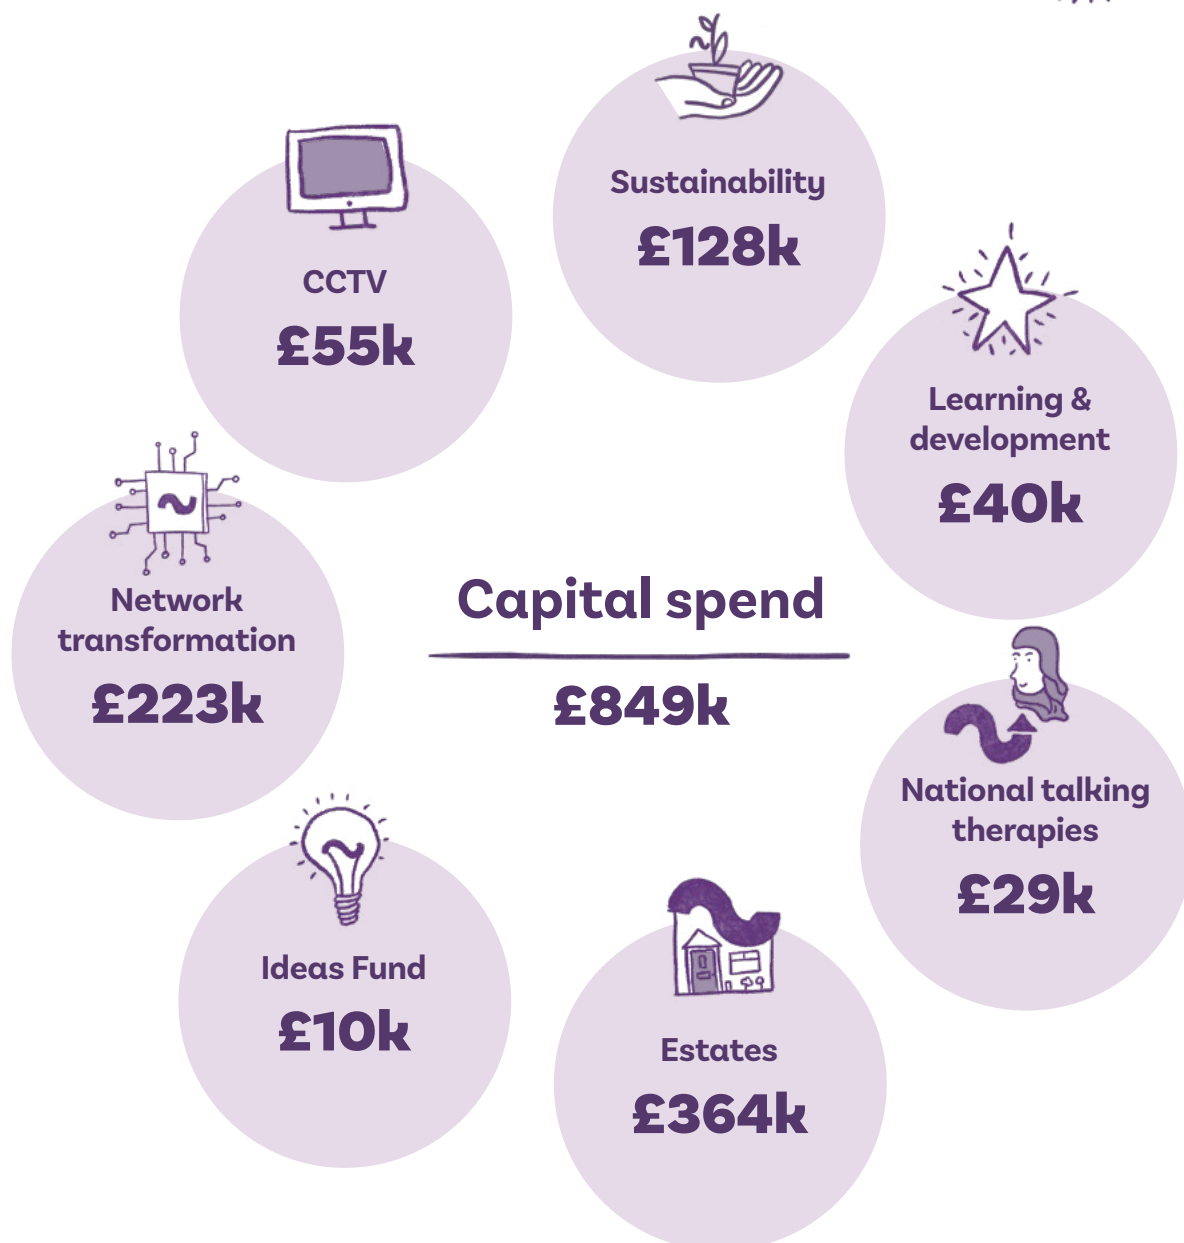 Sustainability
£128k
CCTV
£55k
Learning &
development
£40k
Network
transformation
£223k
Capital spend
£849k
National talking
therapies
£29k
Ideas Fund
£10k
Estates
£364k